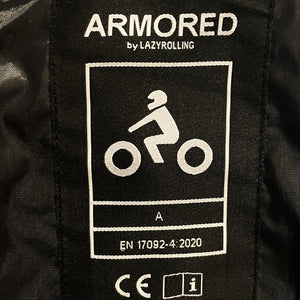 ARMORED
by LAZYROLLING
A
EN 17092-4:2020
CE i